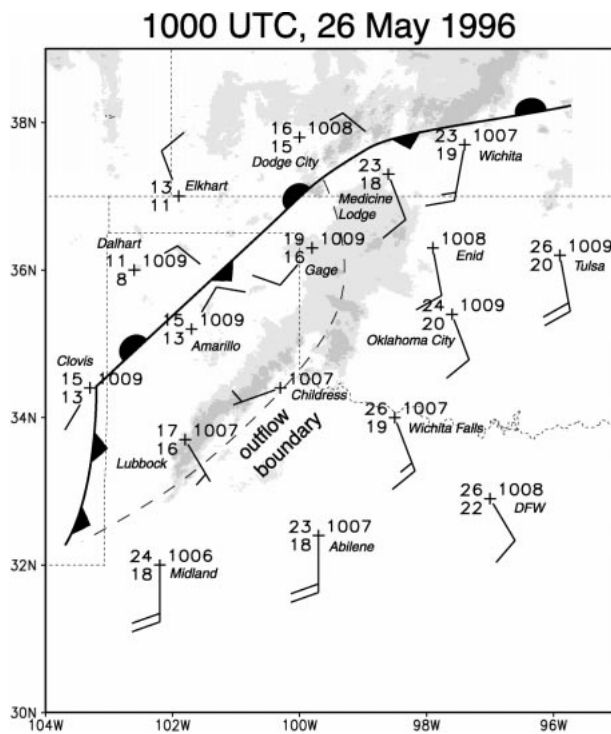 1000 UTC, 26 May 1996
38N
36N
34N
32N
30N
104W 102W 100W 98W 96W
16 1008
15
Dodge City
23 1007
19
Wichita
13
11
Elkhart
23
18
Medicine
Lodge
Dalhart
11 1009
8
19 1009
16
Gage
1008
Enid
26 1009
20
Tulsa
15 1009
13
Amarillo
24 1009
20
Oklahoma City
Clovis
15 1009
13
1007
Childress
17 1007
16
Lubbock
outflow
boundary
26 1007
19
Wichita Falls
26 1008
22
DFW
24 1006
18
Midland
23 1007
18
Abilene